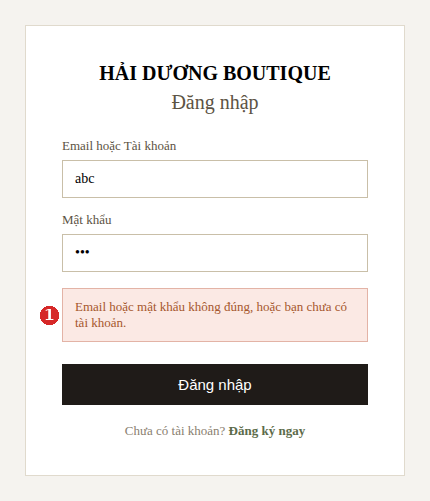 HẢI DƯƠNG BOUTIQUE
Đăng nhập
Email hoặc Tài khoản
abc
Mật khẩu
•••
1
Email hoặc mật khẩu không đúng, hoặc bạn chưa có
tài khoản.
Đăng nhập
Chưa có tài khoản? Đăng ký ngay